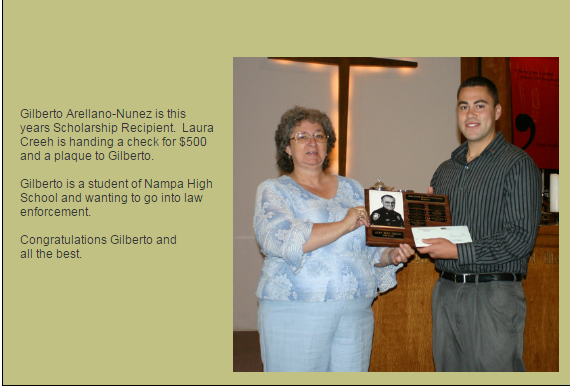 Gilberto Arellano-Nunez is this
years Scholarship Recipient. Laura
Creeh is handing a check for $500
and a plaque to Gilberto.
Gilberto is a student of Nampa High
School and wanting to go into law
enforcement.
Congratulations Gilberto and
all the best.